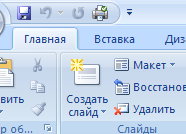 Главная Вставка Диз
вить Создать слайд Макет
Восстанов
Удалить
р об... Слайды